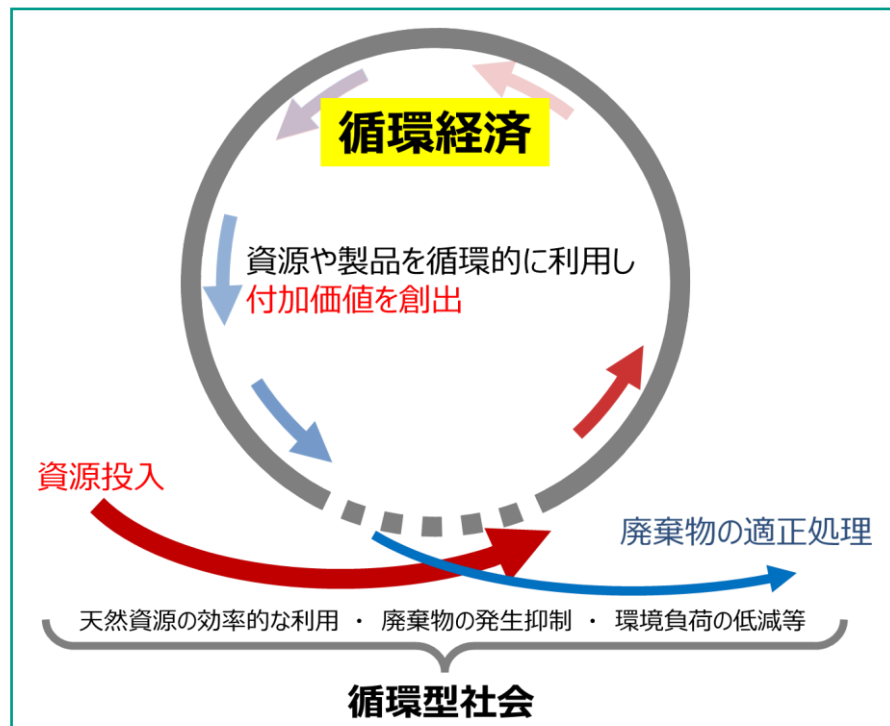 循環経済
資源や製品を循環的に利用し
付加価値を創出
資源投入
廃棄物の適正処理
天然資源の効率的な利用 ・ 廃棄物の発生抑制 ・ 環境負荷の低減等
循環型社会